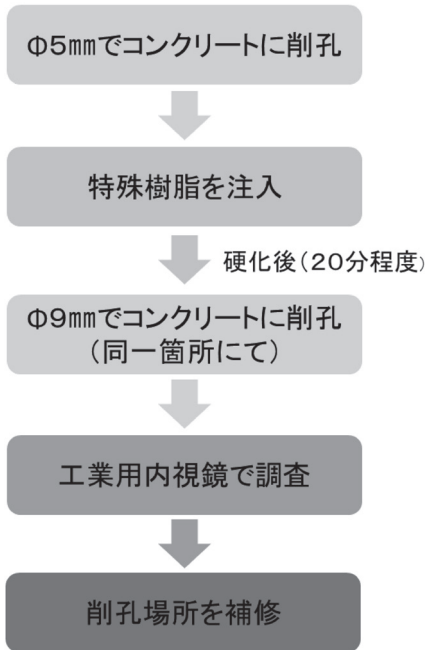 Φ5㎜でコンクリートに削孔
特殊樹脂を注入
硬化後（20分程度）
Φ9㎜でコンクリートに削孔
（同一箇所にて）
工業用内視鏡で調査
削孔場所を補修